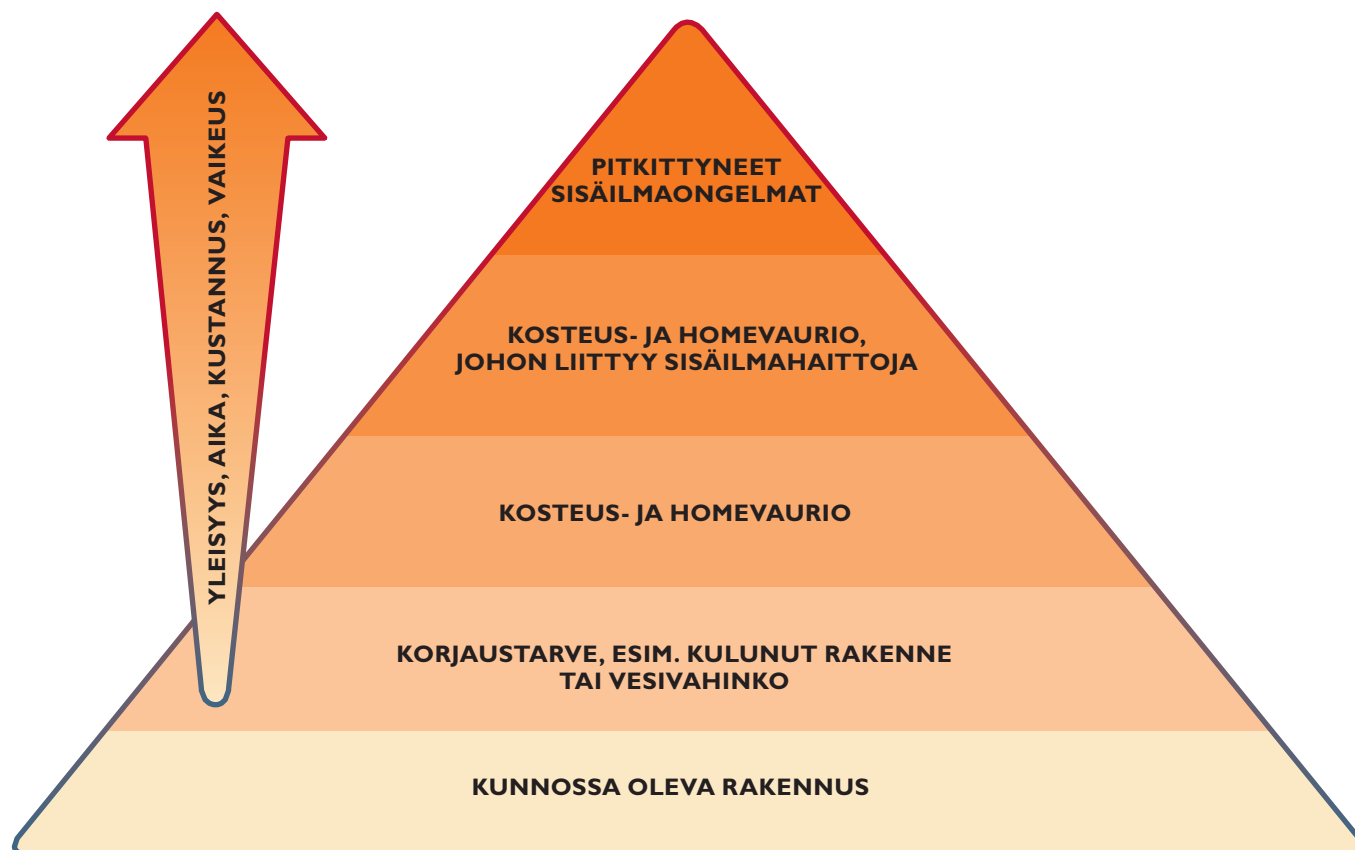 YLEISYYS, AIKA, KUSTANNUS, VAIKEUS
PITKITTYNEET
SISÄILMAONGELMAT
KOSTEUS- JA HOMEVAURIO,
JOHON LIITTYY SISÄILMAHAITTOJA
KOSTEUS- JA HOMEVAURIO
KORJAUSTARVE, ESIM. KULUNUT RAKENNE
TAI VESIVAHINKO
KUNNOSSA OLEVA RAKENNUS